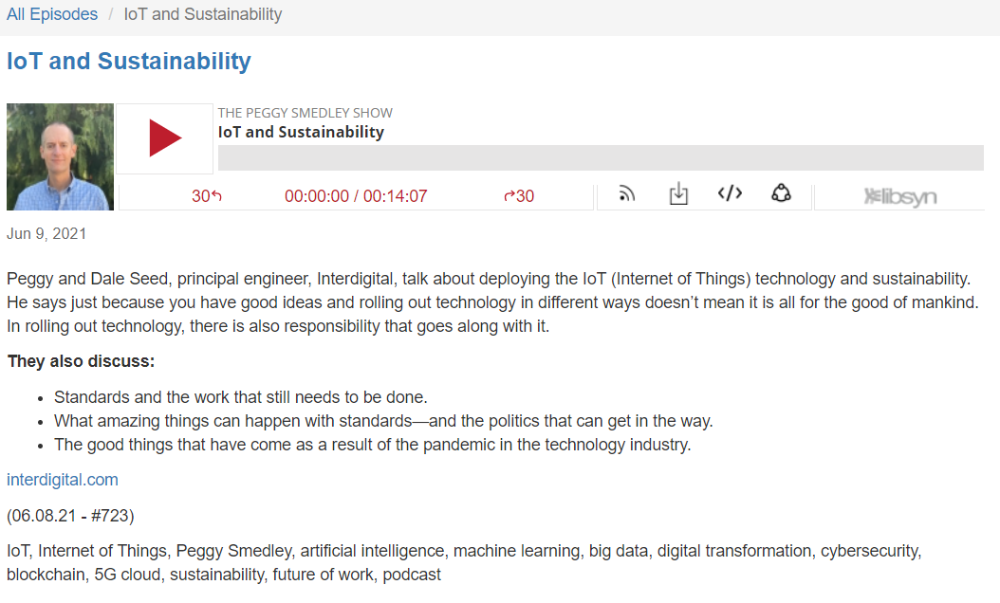 All Episodes / IoT and Sustainability
IoT and Sustainability
THE PEGGY SMEDLEY SHOW
IoT and Sustainability
30 00:00:00 / 00:14:07 30 </> libsyn
Jun 9, 2021
Peggy and Dale Seed, principal engineer, Interdigital, talk about deploying the IoT (Internet of Things) technology and sustainability.
He says just because you have good ideas and rolling out technology in different ways doesn’t mean it is all for the good of mankind.
In rolling out technology, there is also responsibility that goes along with it.
They also discuss:
• Standards and the work that still needs to be done.
• What amazing things can happen with standards—and the politics that can get in the way.
• The good things that have come as a result of the pandemic in the technology industry.
interdigital.com
(06.08.21 - #723)
IoT, Internet of Things, Peggy Smedley, artificial intelligence, machine learning, big data, digital transformation, cybersecurity,
blockchain, 5G cloud, sustainability, future of work, podcast